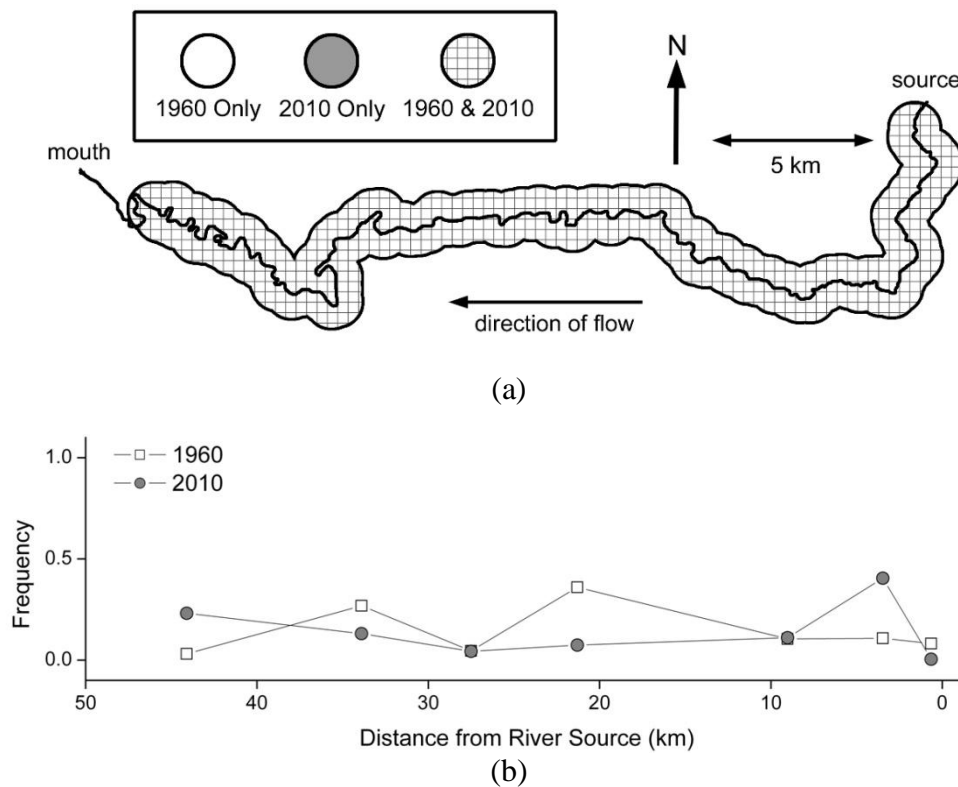 1960 Only 2010 Only 1960 & 2010
N
source
5 km
mouth
direction of flow
(a)
1960
2010
1.0
0.5
0.0
Frequency
50 40 30 20 10 0
Distance from River Source (km)
(b)